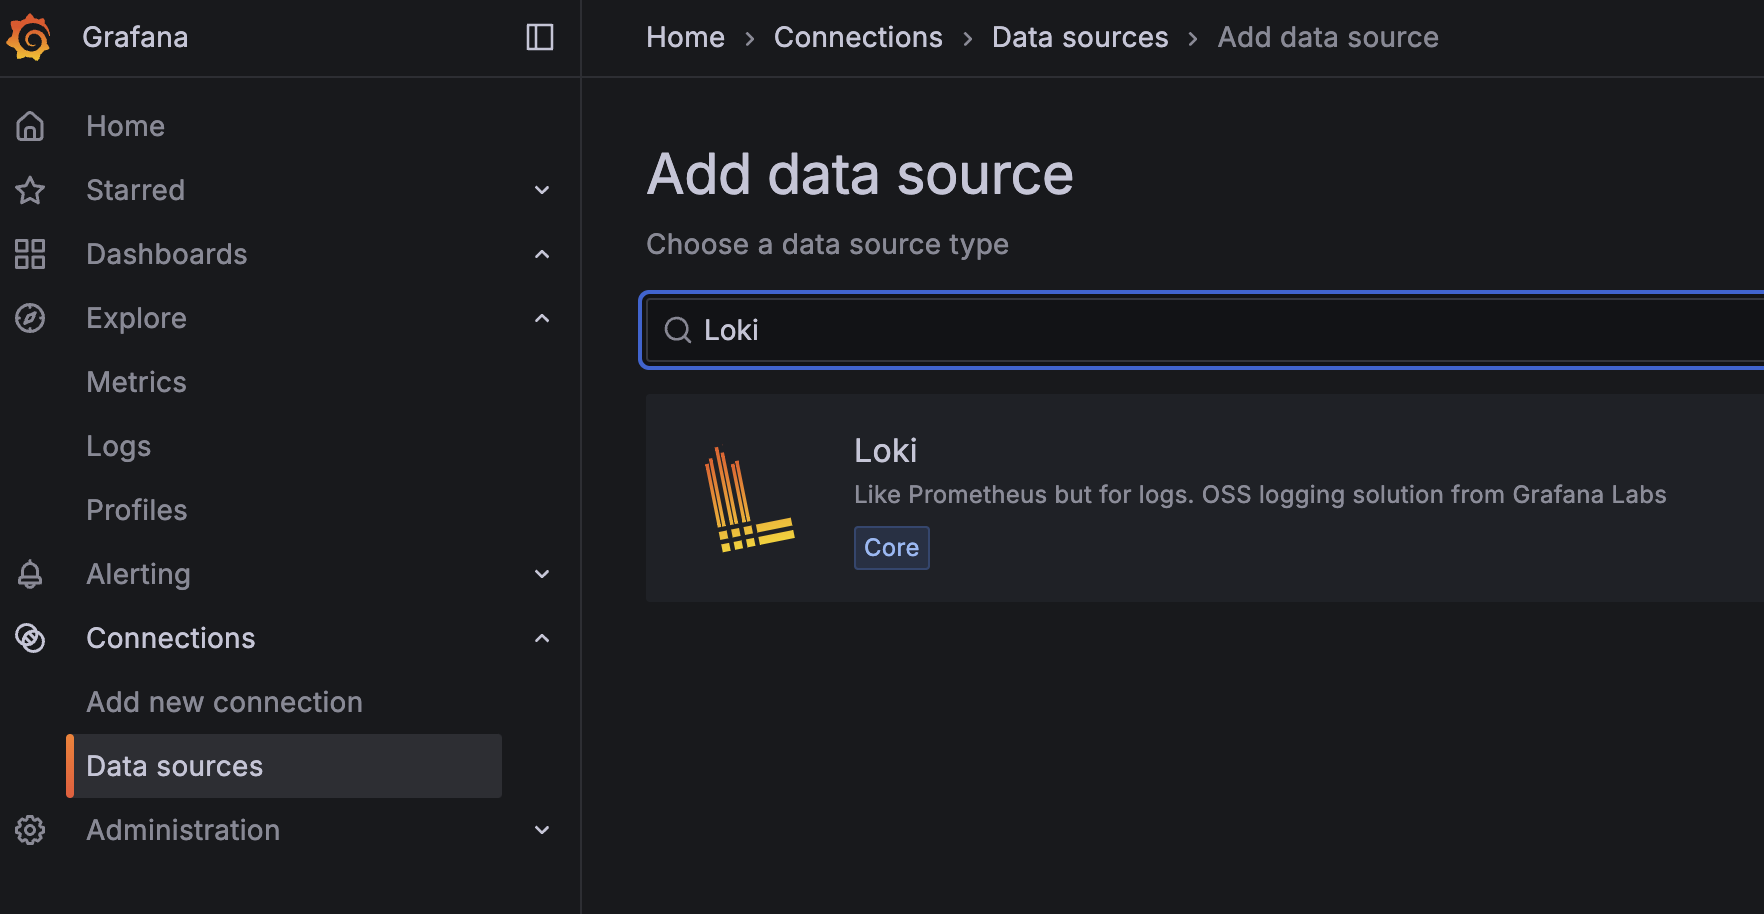 Grafana
Home
Starred
Dashboards
Explore
Metrics
Logs
Profiles
Alerting
Connections
Add new connection
Data sources
Administration
Home › Connections › Data sources › Add data source
Add data source
Choose a data source type
Loki
Loki
Like Prometheus but for logs. OSS logging solution from Grafana Labs
Core